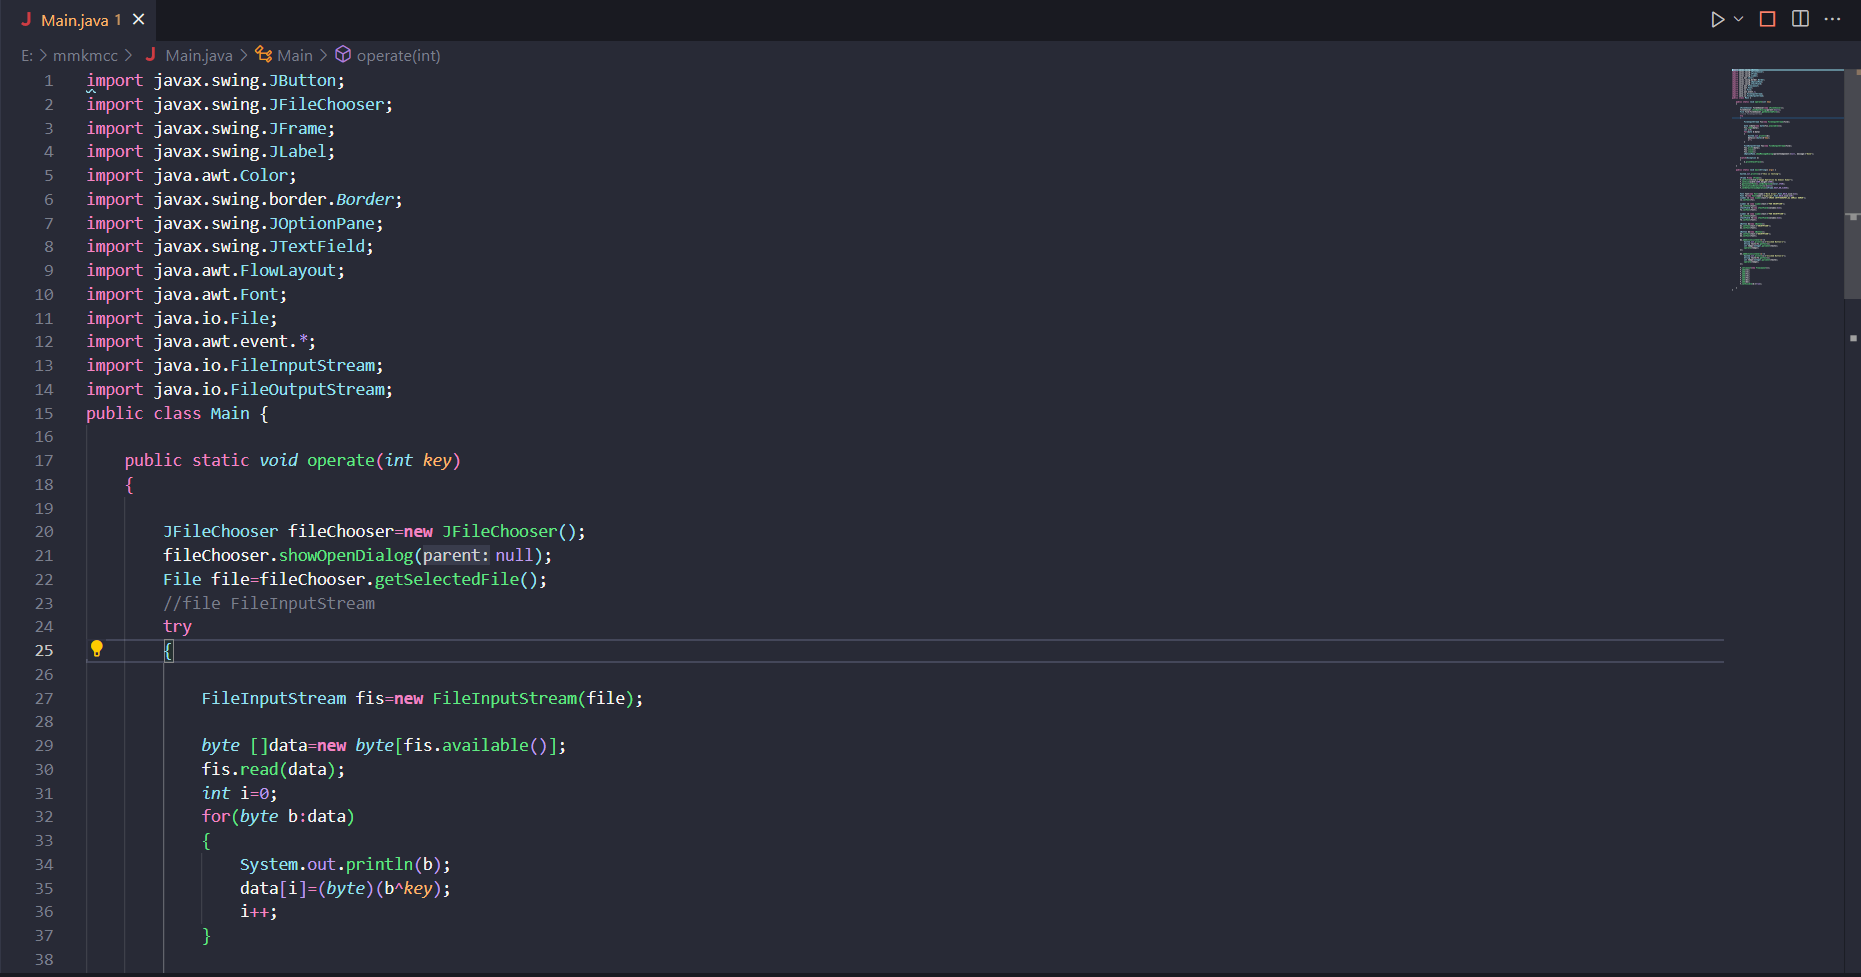 J Main.java 1 ×
E: > mmkmcc > J Main.java > Main > operate(int)
1 import javax.swing.JButton;
2 import javax.swing.JFileChooser;
3 import javax.swing.JFrame;
4 import javax.swing.JLabel;
5 import java.awt.Color;
6 import javax.swing.border.Border;
7 import javax.swing.JOptionPane;
8 import javax.swing.JTextField;
9 import java.awt.FlowLayout;
10 import java.awt.Font;
11 import java.io.File;
12 import java.awt.event.*;
13 import java.io.FileInputStream;
14 import java.io.FileOutputStream;
15 public class Main {
16
17 public static void operate(int key)
18 {
19
20 JFileChooser fileChooser=new JFileChooser();
21 fileChooser.showOpenDialog(parent: null);
22 File file=fileChooser.getSelectedFile();
23 //file FileInputStream
24 try
25 {
26
27 FileInputStream fis=new FileInputStream(file);
28
29 byte []data=new byte[fis.available()];
30 fis.read(data);
31 int i=0;
32 for(byte b:data)
33 {
34 System.out.println(b);
35 data[i]=(byte)(b^key);
36 i++;
37 }
38